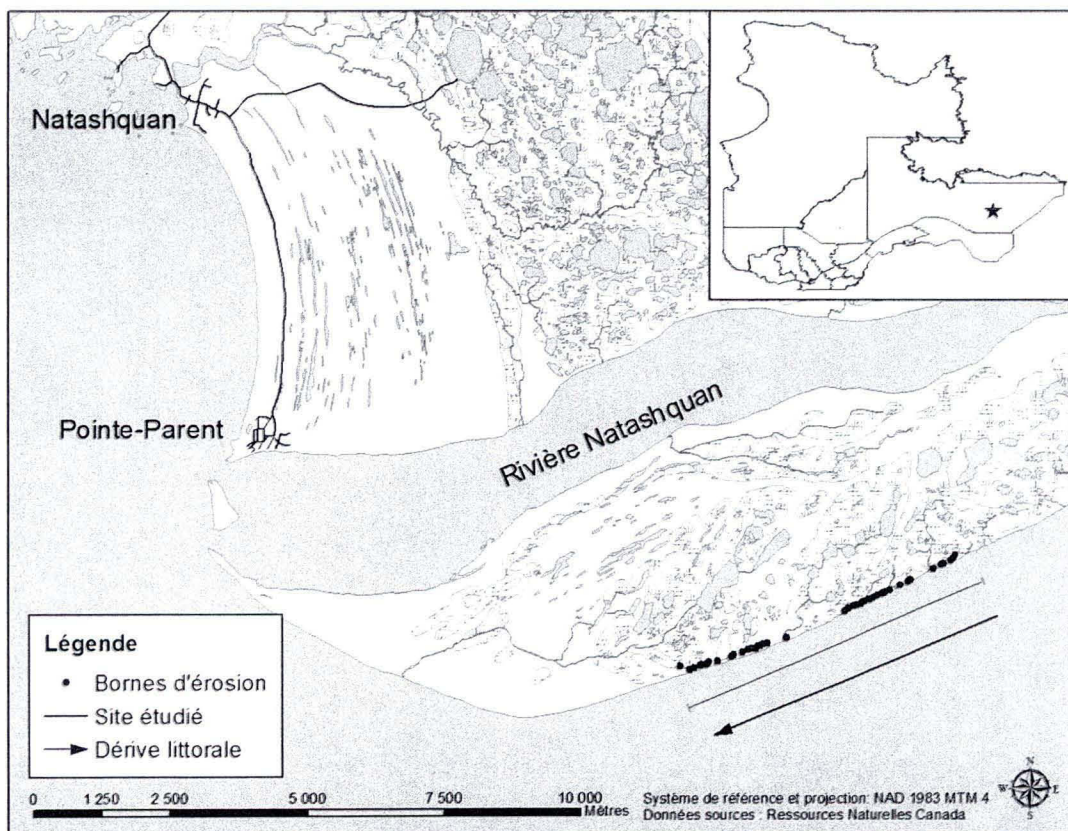 Natashquan
Pointe-Parent
Rivière Natashquan
Légende
Bornes d'érosion
Site étudié
Dérive littorale
0 1 250 2 500 5 000 7 500 10 000
Mètres
Système de référence et projection: NAD 1983 MTM 4
Données sources : Ressources Naturelles Canada
N
W E
S